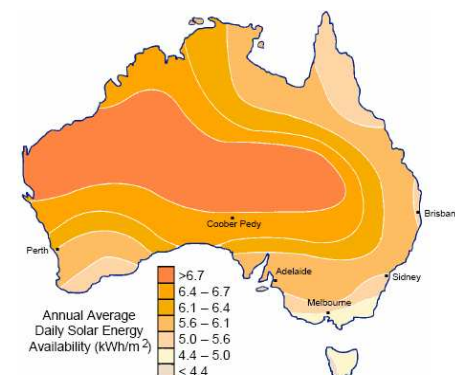 Coober Pedy
Brisban
Perth
Adelaide
Sidney
Melbourne
Annual Average
Daily Solar Energy
Availability (kWh/m²)
>6.7
6.4 – 6.7
6.1 – 6.4
5.6 – 6.1
5.0 – 5.6
4.4 – 5.0
< 4.4